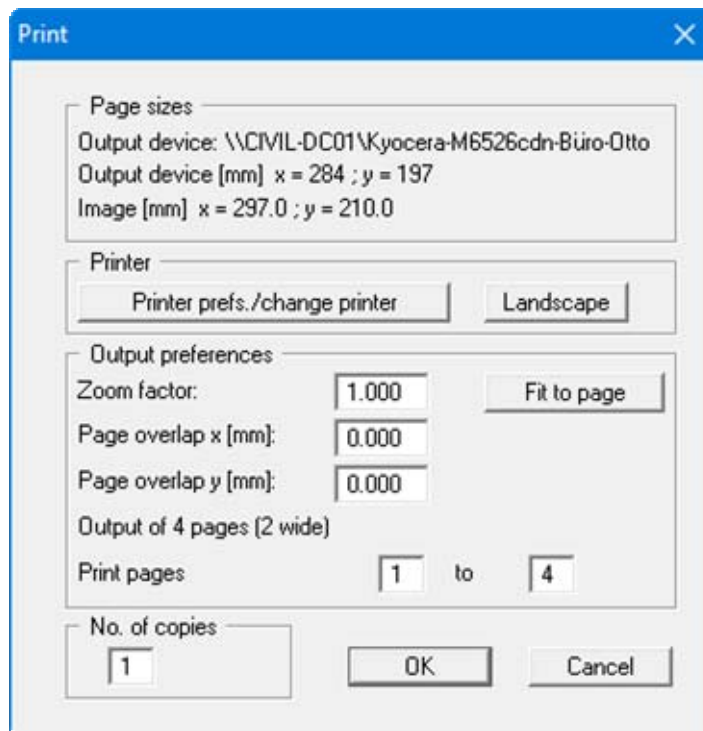 Print
Page sizes
Output device: \\CIVIL-DC01\Kyocera-M6526cdn-Büro-Otto
Output device [mm] x = 284 ; y = 197
Image [mm] x = 297.0 ; y = 210.0
Printer
Printer prefs./change printer Landscape
Output preferences
Zoom factor: 1.000 Fit to page
Page overlap x [mm]: 0.000
Page overlap y [mm]: 0.000
Output of 4 pages (2 wide)
Print pages 1 to 4
No. of copies
1 OK Cancel